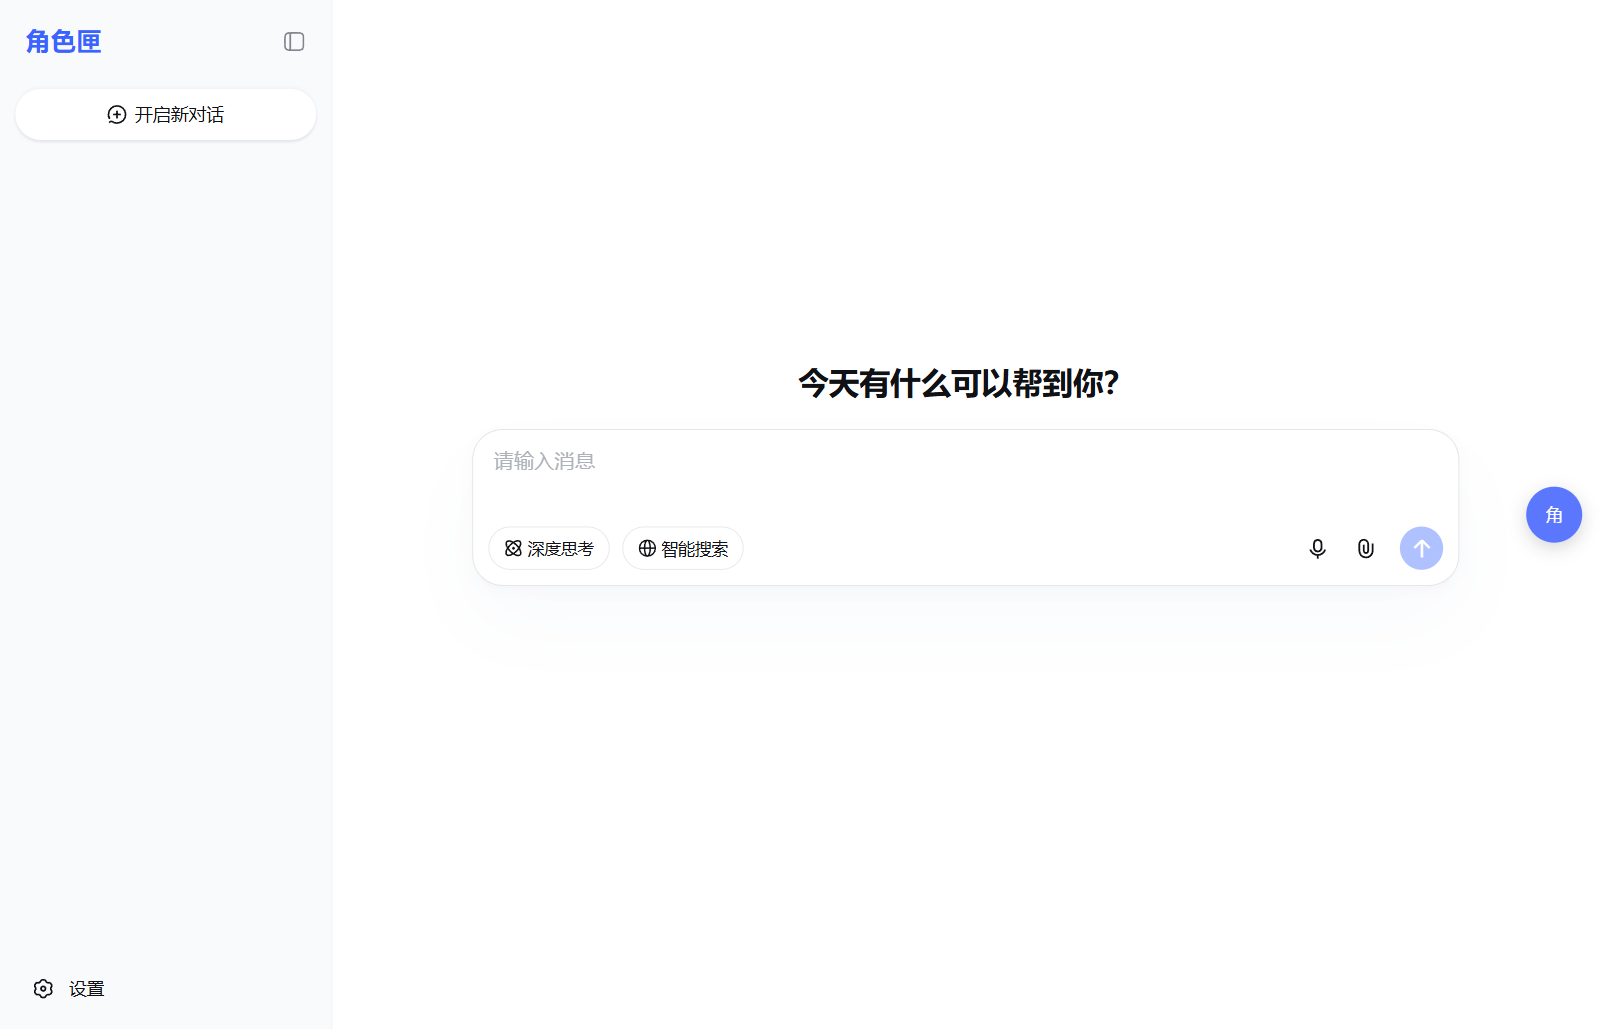 角色匣
开启新对话
今天有什么可以帮到你？
请输入消息
深度思考
智能搜索
角
设置